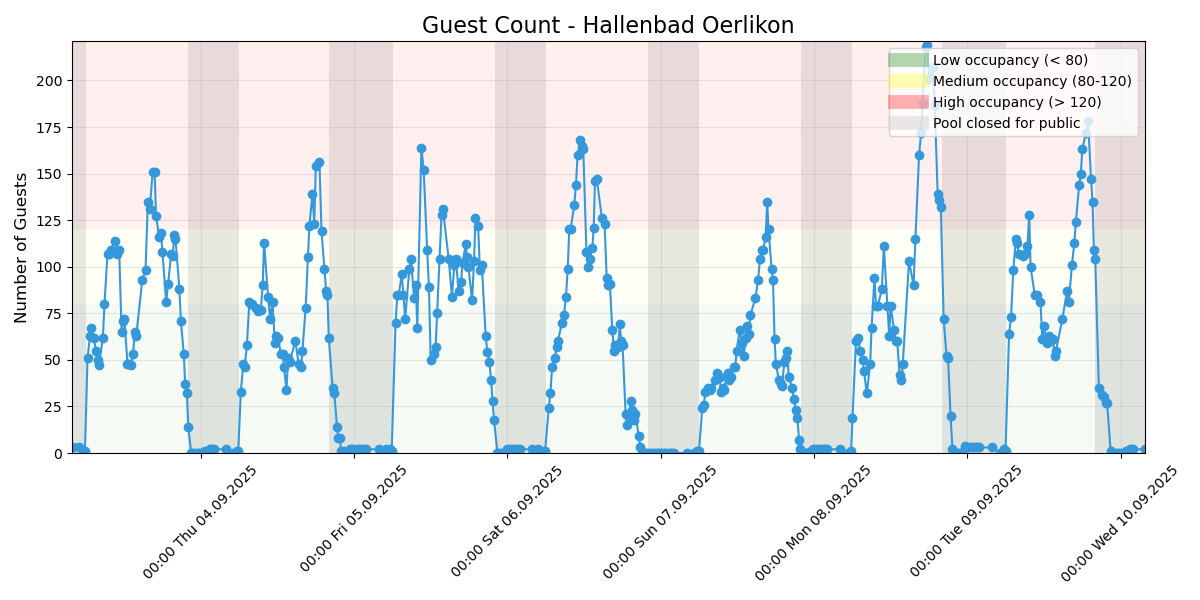 Guest Count - Hallenbad Oerlikon
Number of Guests
200
175
150
125
100
75
50
25
0
Low occupancy (< 80)
Medium occupancy (80-120)
High occupancy (> 120)
Pool closed for public
00:00 Thu 04.09.2025
00:00 Fri 05.09.2025
00:00 Sat 06.09.2025
00:00 Sun 07.09.2025
00:00 Mon 08.09.2025
00:00 Tue 09.09.2025
00:00 Wed 10.09.2025